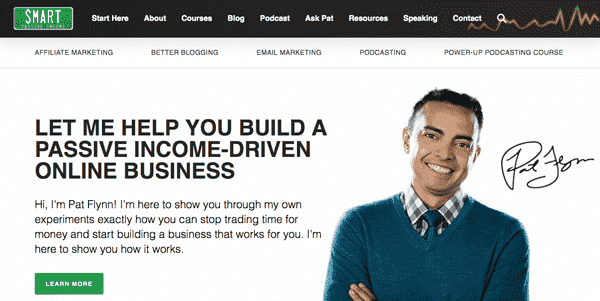 SMART
PASSIVE INCOME
Start Here About Courses Blog Podcast Ask Pat Resources Speaking Contact
AFFILIATE MARKETING BETTER BLOGGING EMAIL MARKETING PODCASTING POWER-UP PODCASTING COURSE
LET ME HELP YOU BUILD A
PASSIVE INCOME-DRIVEN
ONLINE BUSINESS
Pat Flynn
Hi, I'm Pat Flynn! I'm here to show you through my own
experiments exactly how you can stop trading time for
money and start building a business that works for you. I'm
here to show you how it works.
LEARN MORE